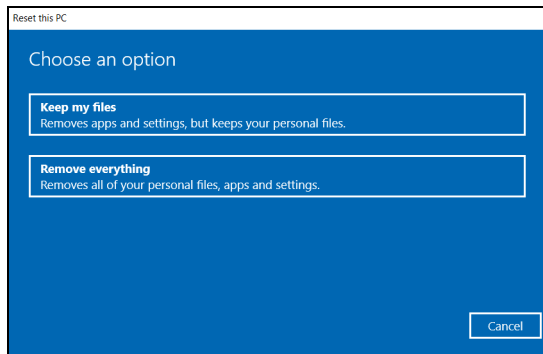 Reset this PC
Choose an option
Keep my files
Removes apps and settings, but keeps your personal files.
Remove everything
Removes all of your personal files, apps and settings.
Cancel